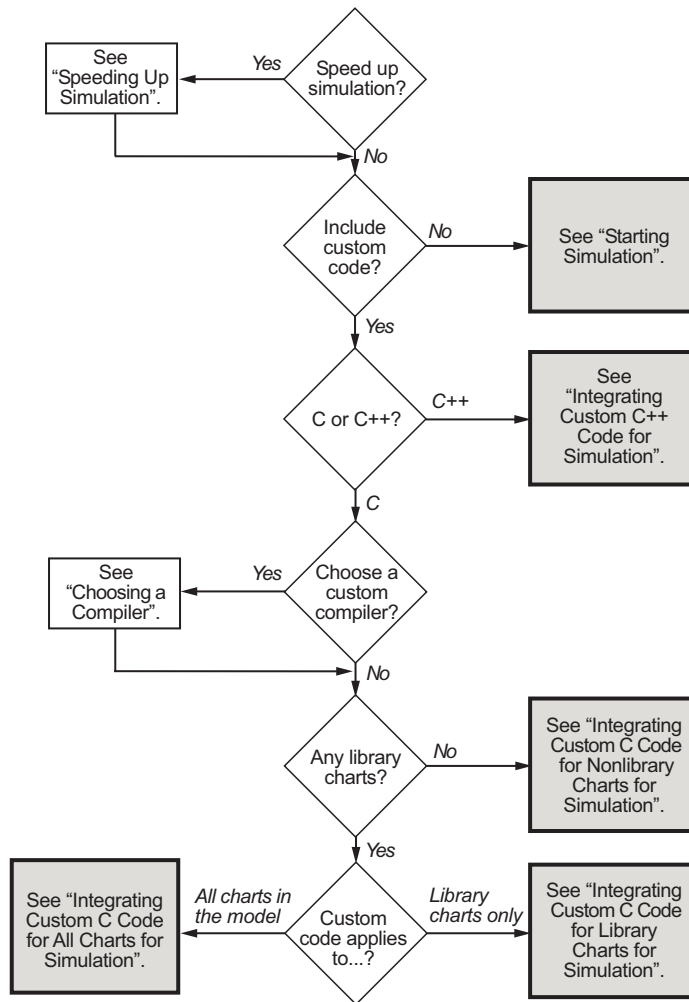 See
“Speeding Up
Simulation”.
Yes
Speed up
simulation?
No
Include
custom
code?
No
See “Starting
Simulation”.
Yes
C or C++?
C++
See
“Integrating
Custom C++
Code for
Simulation”.
C
See
“Choosing a
Compiler”.
Yes
Choose a
custom
compiler?
No
Any library
charts?
No
See “Integrating
Custom C Code
for Nonlibrary
Charts for
Simulation”.
Yes
See “Integrating
Custom C Code
for All Charts for
Simulation”.
All charts in
the model
Custom
code applies
to...?
Library
charts only
See “Integrating
Custom C Code
for Library
Charts for
Simulation”.